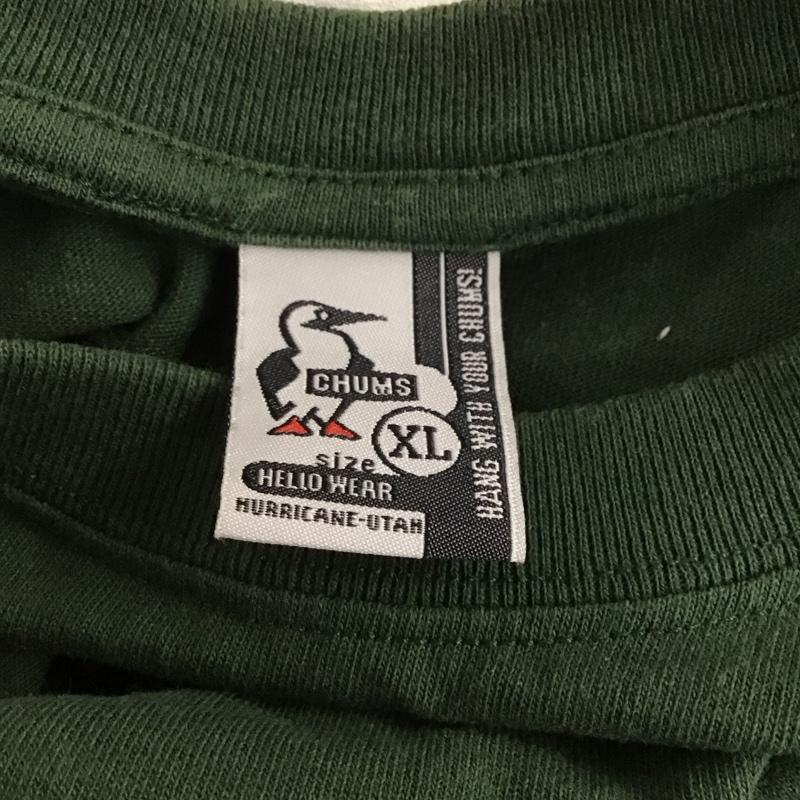 CHUMS
XL
size
HELLO WEAR
HURRICANE-UTAH
HANG WITH YOUR CHUMS!